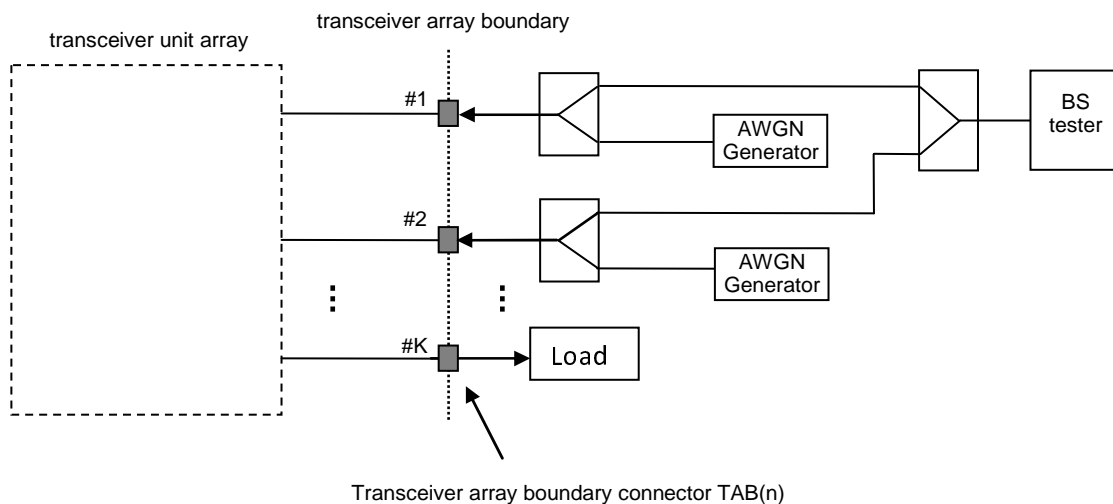 transceiver array boundary
transceiver unit array
#1
BS
tester
AWGN
Generator
#2
AWGN
Generator
#K
Load
Transceiver array boundary connector TAB(n)